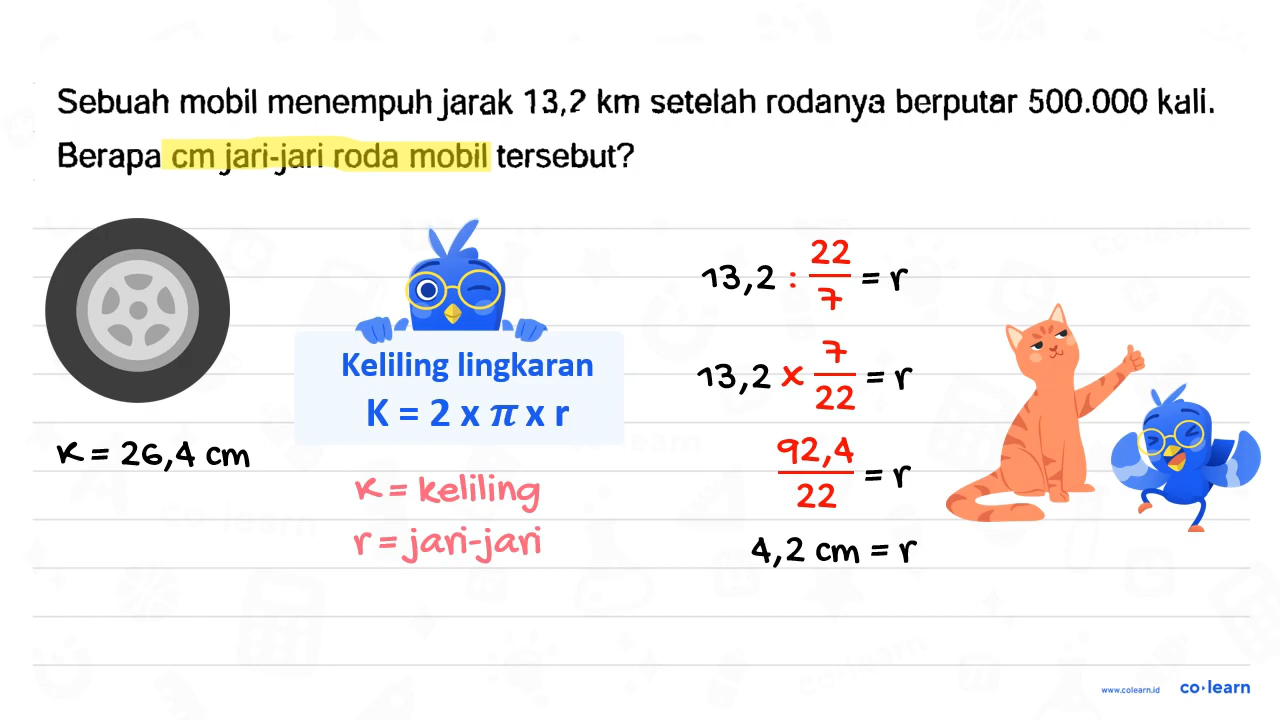 Sebuah mobil menempuh jarak 13,2 km setelah rodanya berputar 500.000 kali.
Berapa cm jari-jari roda mobil tersebut?
Keliling lingkaran
K = 2 x π x r
K = 26,4 cm
K = keliling
r = jari-jari
13,2 : 22/7 = r
13,2 x 7/22 = r
92,4/22 = r
4,2 cm = r
www.colearn.id
co·learn